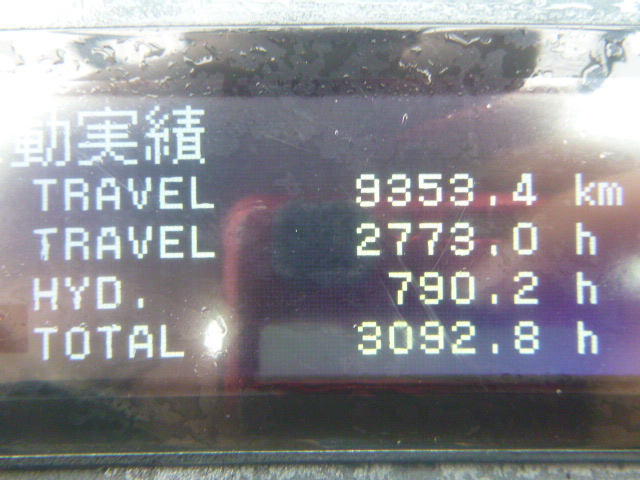 動実績
TRAVEL 9353.4 km
TRAVEL 2773.0 h
HYD. 790.2 h
TOTAL 3092.8 h